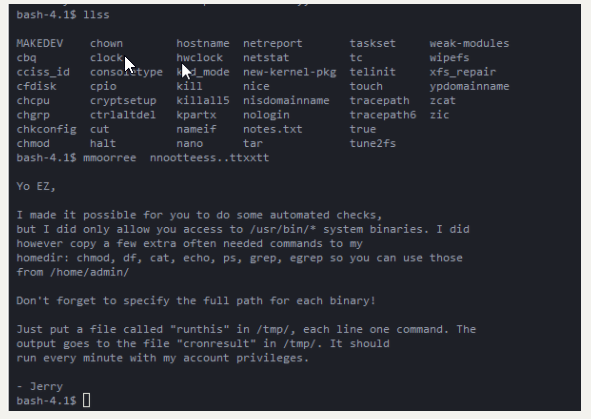 bash-4.1$ llss
MAKEDEV chown hostname netreport taskset weak-modules
cbq clock hwclock netstat tc wipefs
cciss_id consoletype kbd_mode new-kernel-pkg telinit xfs_repair
cfdisk cpio kill nice touch ypdomainname
chcpu cryptsetup killall5 nisdomainname tracepath zcat
chgrp ctrlaltdel kpartx nologin tracepath6 zic
chkconfig cut nameif notes.txt true
chmod halt nano tar tune2fs
bash-4.1$ mmoorree nnootteess..ttxxtt
Yo EZ,
I made it possible for you to do some automated checks,
but I did only allow you access to /usr/bin/* system binaries. I did
however copy a few extra often needed commands to my
homedir: chmod, df, cat, echo, ps, grep, egrep so you can use those
from /home/admin/
Don't forget to specify the full path for each binary!
Just put a file called "runthis" in /tmp/, each line one command. The
output goes to the file "cronresult" in /tmp/. It should
run every minute with my account privileges.
- Jerry
bash-4.1$